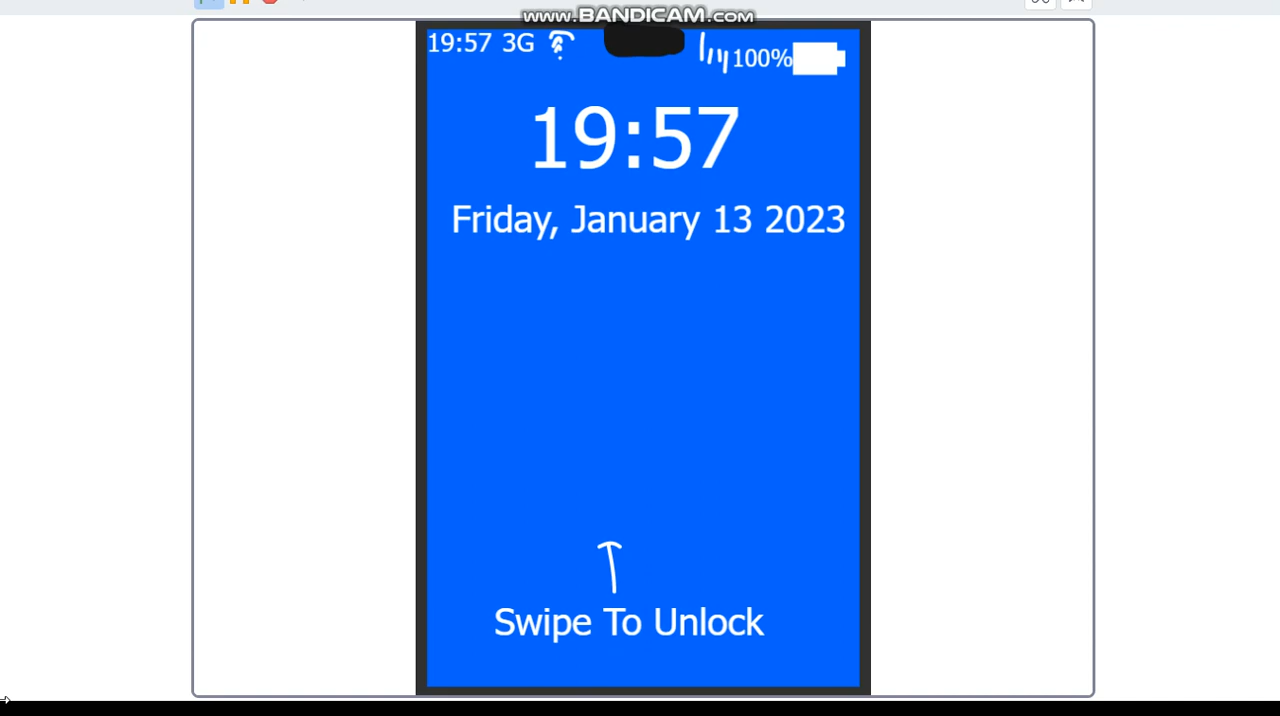 www.BANDICAM.com
19:57 3G
100%
19:57
Friday, January 13 2023
Swipe To Unlock